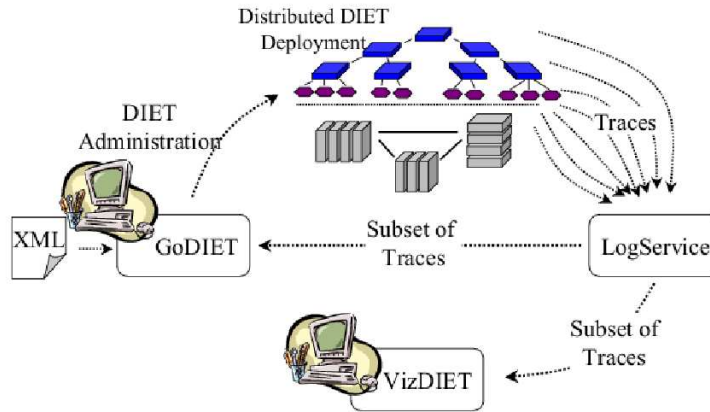 Distributed DIET
Deployment
DIET
Administration
Traces
XML
GoDIET
Subset of
Traces
LogService
Subset of
Traces
VizDIET